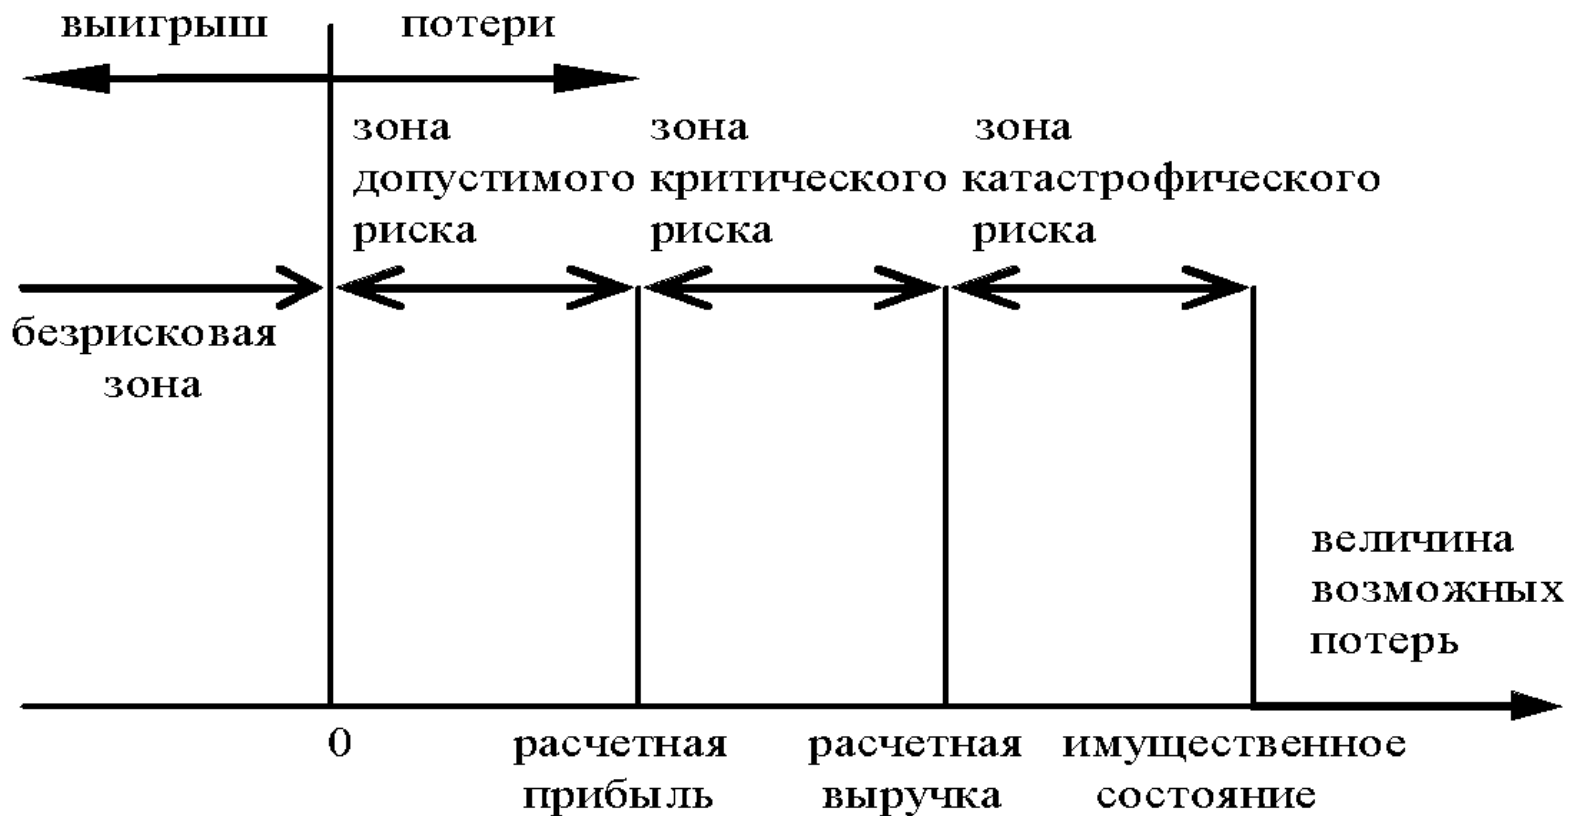 выигрыш
потери
зона
допустимого
риска
зона
критического
риска
зона
катастрофического
риска
безрисковая
зона
величина
возможных
потерь
0
расчетная
прибыль
расчетная
выручка
имущественное
состояние